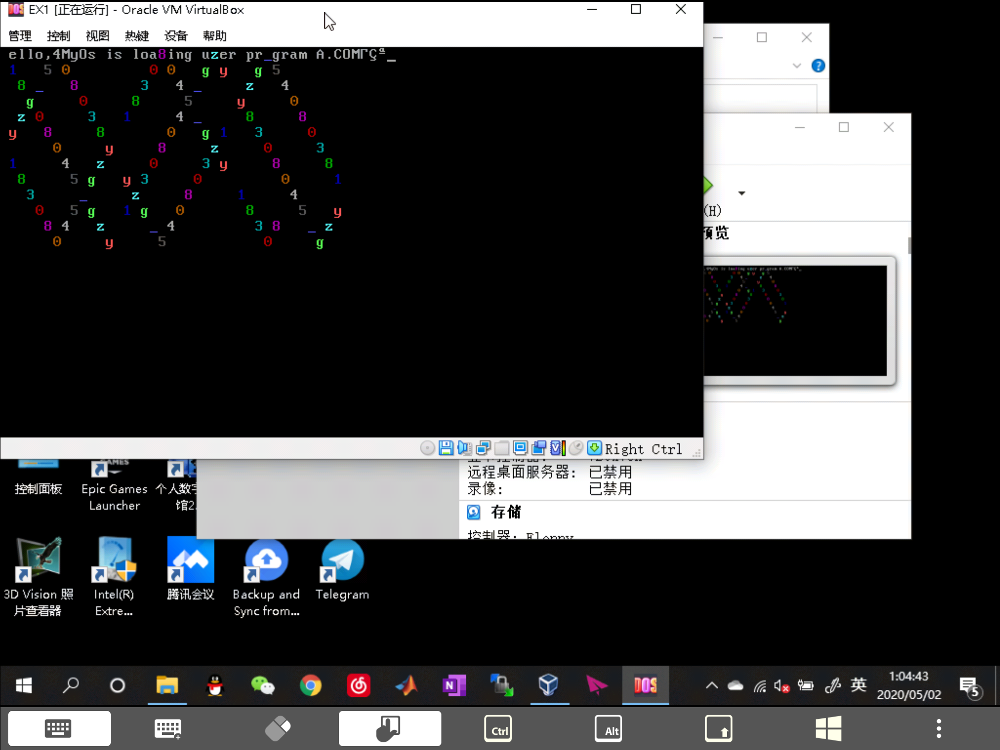 DOS EX1 [正在运行] - Oracle VM VirtualBox
管理 控制 视图 热键 设备 帮助
ello,4MyOs is loa8ing uzer pr_gram A.COMΓÇª_
1 5 0 0 0 g y g 5
8 _ 8 3 4 _ z 4
g 0 8 5 y 0
z 0 3 1 4 _ 8 8
y 8 8 0 g 1 3 0
0 y 8 z 0 3
1 4 z 0 3 y 8 8
8 5 g y 3 0 0 1
3 _ z 8 1 4
0 5 g 1 g 0 8 5 y
8 4 z _ 4 3 8 _ z
0 y 5 0 g
Right Ctrl
(H)
预览
远程桌面服务器: 已禁用
录像: 已禁用
存储
控制器: Floppy
控制面板
Epic Games Launcher
个人数字
馆2.
3D Vision 照
片查看器
Intel(R)
Extre...
腾讯会议
Backup and
Sync from...
Telegram
N
DOS
英
1:04:43
2020/05/02
5
Ctrl
Alt